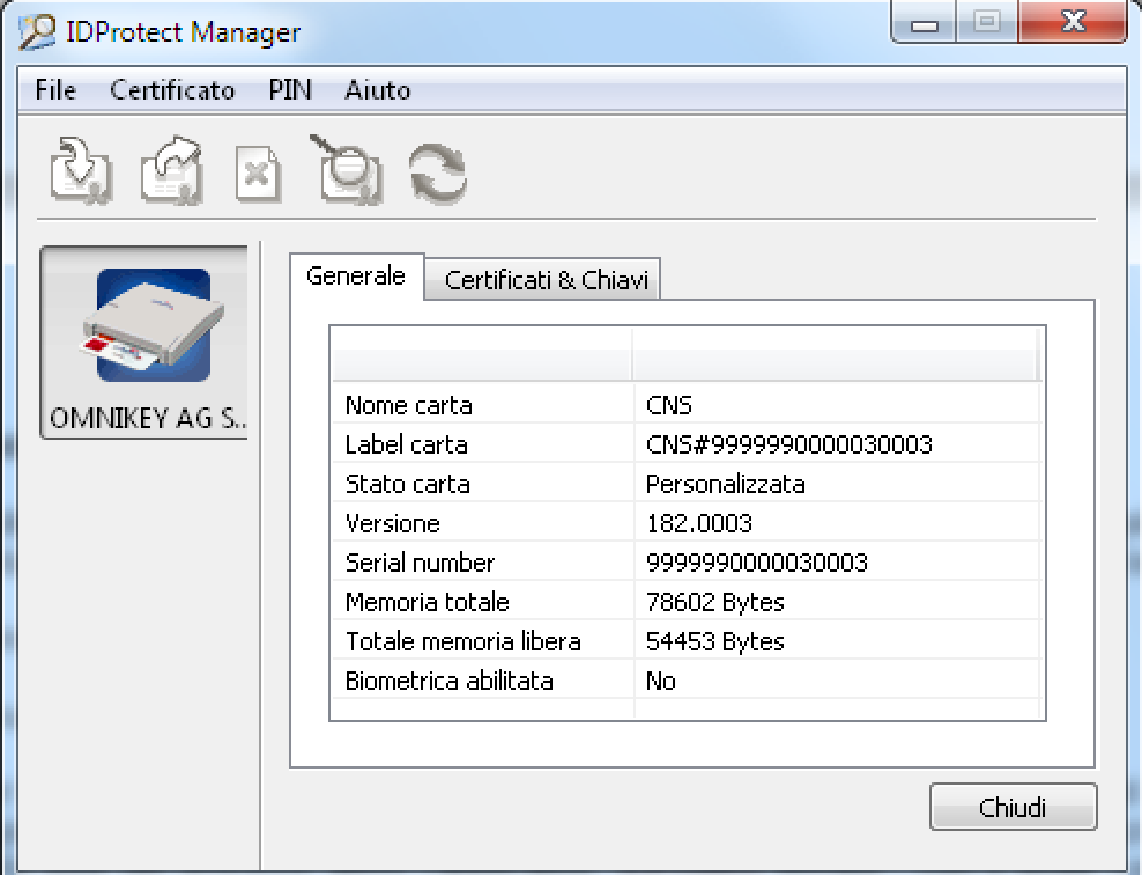 IDProtect Manager
File Certificato PIN Aiuto
OMNIKEY AG S..
Generale Certificati & Chiavi
Nome carta CNS
Label carta CNS#9999990000030003
Stato carta Personalizzata
Versione 182.0003
Serial number 9999990000030003
Memoria totale 78602 Bytes
Totale memoria libera 54453 Bytes
Biometrica abilitata No
Chiudi